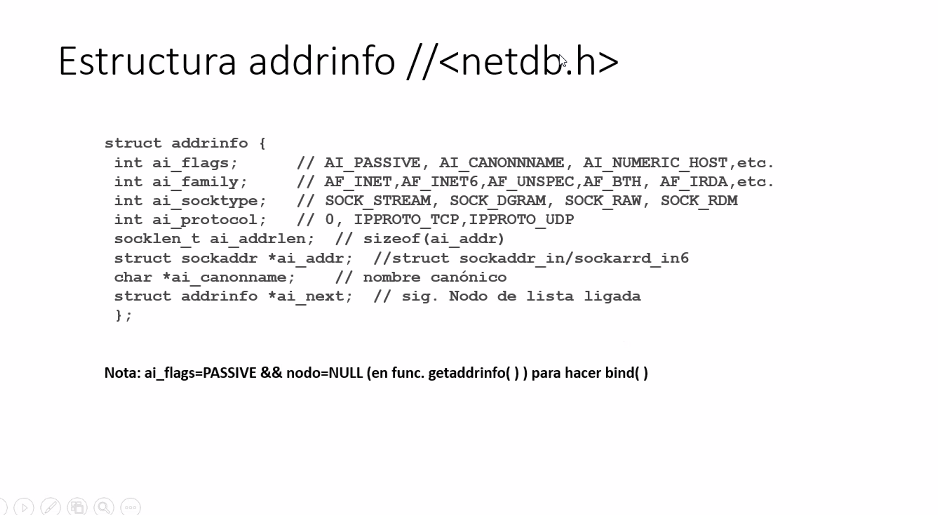 Estructura addrinfo //<netdb.h>
struct addrinfo {
int ai_flags; // AI_PASSIVE, AI_CANONNNAME, AI_NUMERIC_HOST,etc.
int ai_family; // AF_INET,AF_INET6,AF_UNSPEC,AF_BTH, AF_IRDA,etc.
int ai_socktype; // SOCK_STREAM, SOCK_DGRAM, SOCK_RAW, SOCK_RDM
int ai_protocol; // 0, IPPROTO_TCP,IPPROTO_UDP
socklen_t ai_addrlen; // sizeof(ai_addr)
struct sockaddr *ai_addr; //struct sockaddr_in/sockarrd_in6
char *ai_canonname; // nombre canónico
struct addrinfo *ai_next; // sig. Nodo de lista ligada
};
Nota: ai_flags=PASSIVE && nodo=NULL (en func. getaddrinfo( ) ) para hacer bind( )